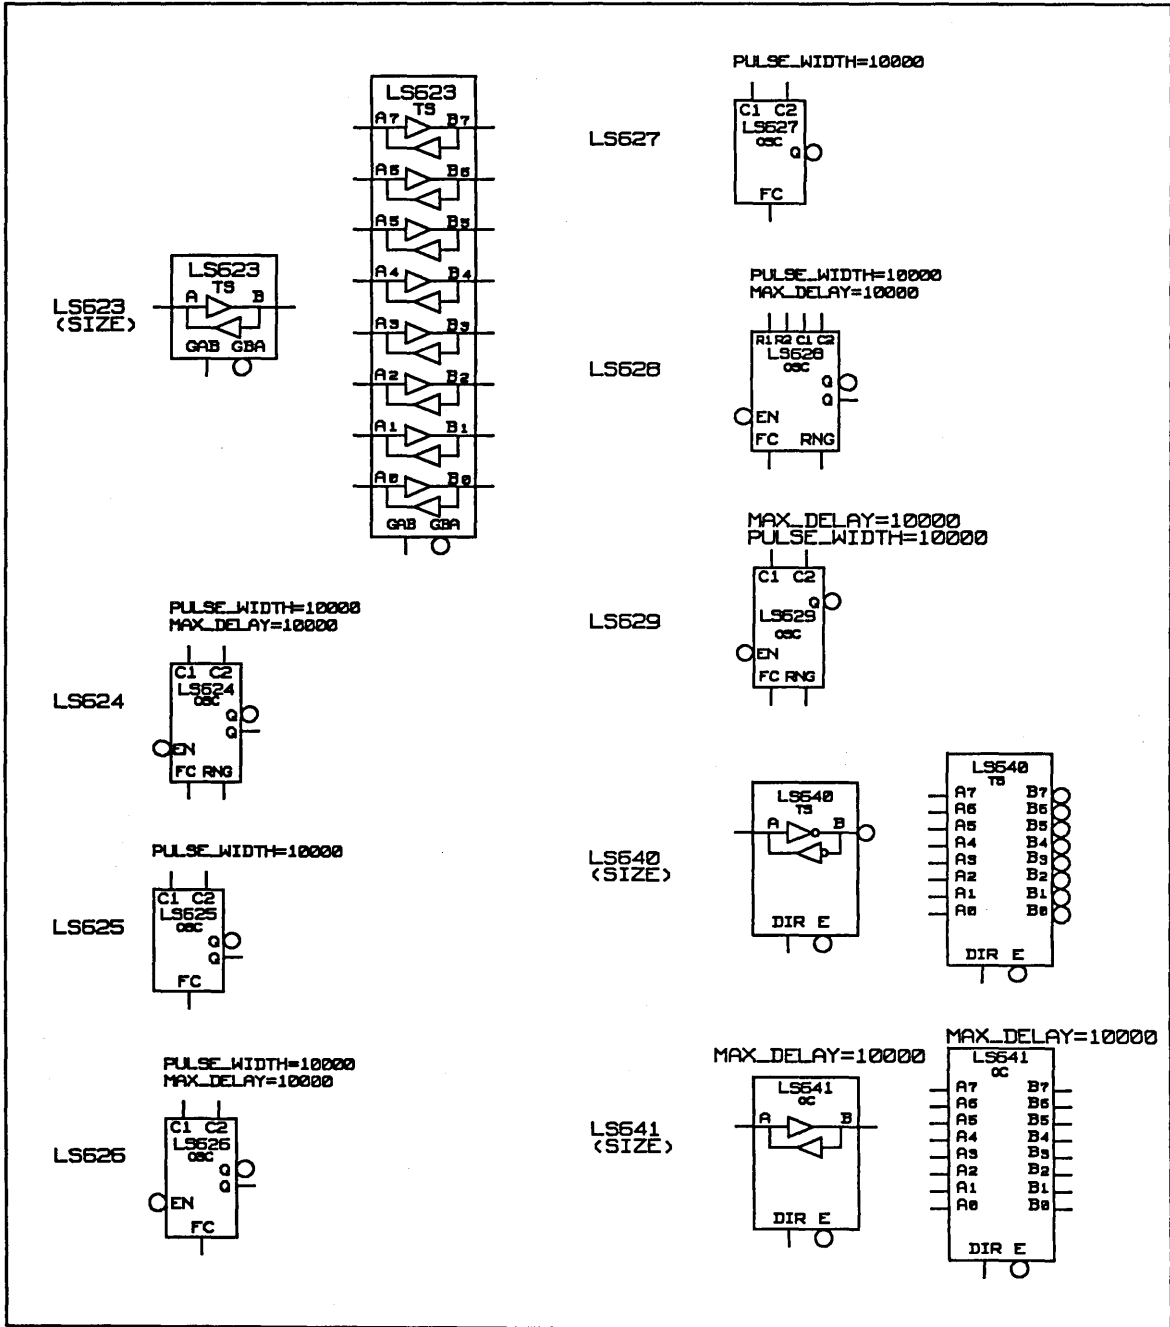 LS623
(SIZE)
LS623
TS
A B
GAB GBA
LS623
TS
A7 B7
A6 B6
A5 B5
A4 B4
A3 B3
A2 B2
A1 B1
A0 B0
GAB GBA
LS624
PULSE_WIDTH=10000
MAX_DELAY=10000
C1 C2
LS624
OSC
Q
Q
EN
FC RNG
LS625
PULSE_WIDTH=10000
C1 C2
LS625
OSC
Q
Q
FC
LS626
PULSE_WIDTH=10000
MAX_DELAY=10000
C1 C2
LS626
OSC
Q
Q
EN
FC
LS627
PULSE_WIDTH=10000
C1 C2
LS627
OSC
Q
FC
LS628
PULSE_WIDTH=10000
MAX_DELAY=10000
R1 R2 C1 C2
LS628
OSC
Q
Q
EN
FC RNG
LS629
MAX_DELAY=10000
PULSE_WIDTH=10000
C1 C2
Q
LS629
OSC
EN
FC RNG
LS640
(SIZE)
LS640
TS
A B
DIR E
LS640
TS
A7 B7
A6 B6
A5 B5
A4 B4
A3 B3
A2 B2
A1 B1
A0 B0
DIR E
LS641
(SIZE)
MAX_DELAY=10000
LS641
OC
A B
DIR E
MAX_DELAY=10000
LS641
OC
A7 B7
A6 B6
A5 B5
A4 B4
A3 B3
A2 B2
A1 B1
A0 B0
DIR E